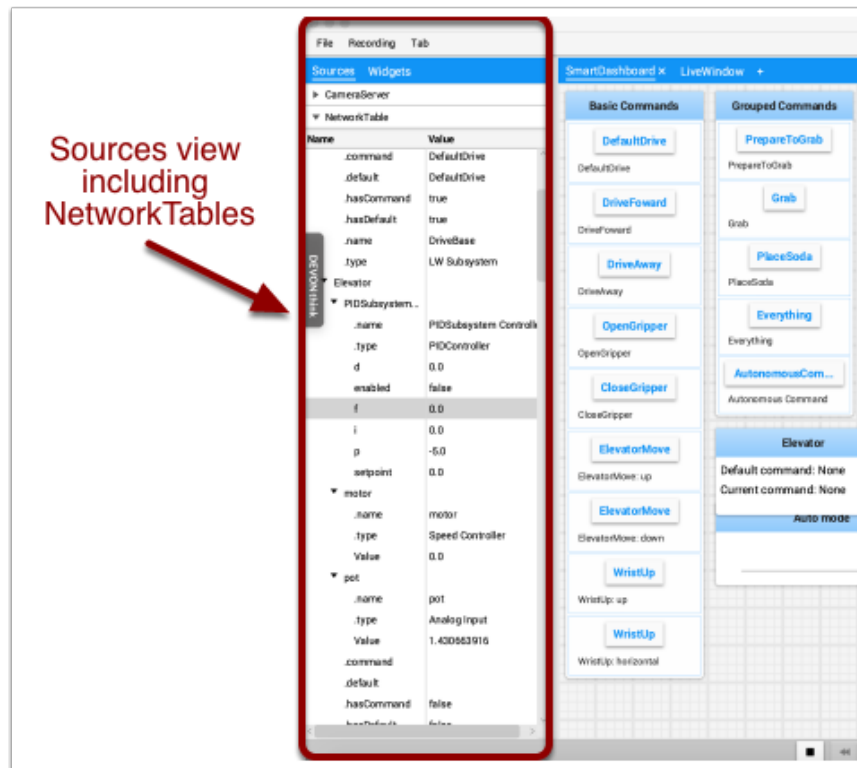 Sources view
including
NetworkTables
File Recording Tab
Sources Widgets
CameraServer
NetworkTable
Name Value
.command DefaultDrive
.default DefaultDrive
.hasCommand true
.hasDefault true
.name DriveBase
.type LW Subsystem
Elevator
PIDSubsystem...
.name PIDSubsystem Controll
.type PIDController
d 0.0
enabled false
f 0.0
i 0.0
p -5.0
setpoint 0.0
motor
.name motor
.type Speed Controller
Value 0.0
pot
.name pot
.type Analog Input
Value 1.430663916
.command
.default
.hasCommand false
.hasDefault false
DEVONthink
SmartDashboard × LiveWindow +
Basic Commands
DefaultDrive
DefaultDrive
DriveFoward
DriveFoward
DriveAway
DriveAway
OpenGripper
OpenGripper
CloseGripper
CloseGripper
ElevatorMove
ElevatorMove: up
ElevatorMove
ElevatorMove: down
WristUp
WristUp: up
WristUp
WristUp: horizontal
Grouped Commands
PrepareToGrab
PrepareToGrab
Grab
Grab
PlaceSoda
PlaceSoda
Everything
Everything
AutonomousCom...
Autonomous Command
Elevator
Default command: None
Current command: None
Auto mode